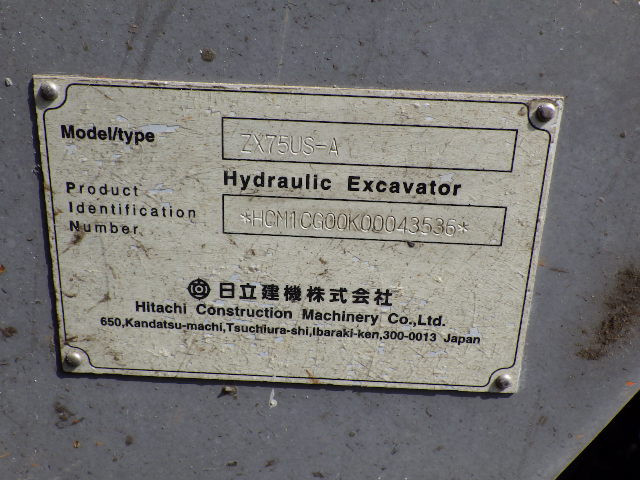 Model/type ZX75US-A
Hydraulic Excavator
Product
Identification
Number *HCM1CG00K00043536*
日立建機株式会社
Hitachi Construction Machinery Co.,Ltd.
650,Kandatsu-machi,Tsuchiura-shi,Ibaraki-ken,300-0013 Japan